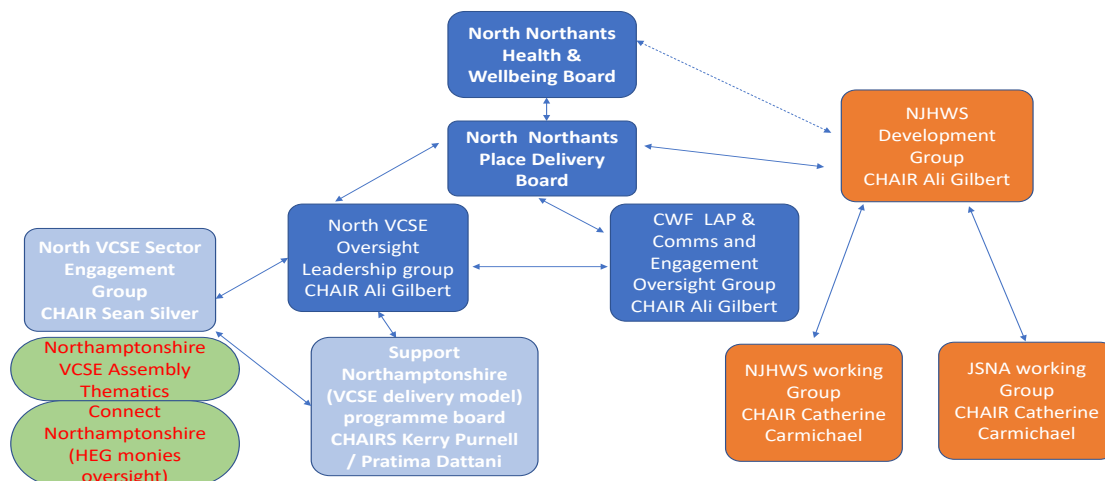 North Northants
Health &
Wellbeing Board
North Northants
Place Delivery
Board
NJHWS
Development
Group
CHAIR Ali Gilbert
North VCSE
Oversight
Leadership group
CHAIR Ali Gilbert
CWF LAP &
Comms and
Engagement
Oversight Group
CHAIR Ali Gilbert
North VCSE Sector
Engagement
Group
CHAIR Sean Silver
Northamptonshire
VCSE Assembly
Thematics
Connect
Northamptonshire
(HEG monies
oversight)
Support
Northamptonshire
(VCSE delivery model)
programme board
CHAIRS Kerry Purnell
/ Pratima Dattani
NJHWS working
Group
CHAIR Catherine
Carmichael
JSNA working
Group
CHAIR Catherine
Carmichael